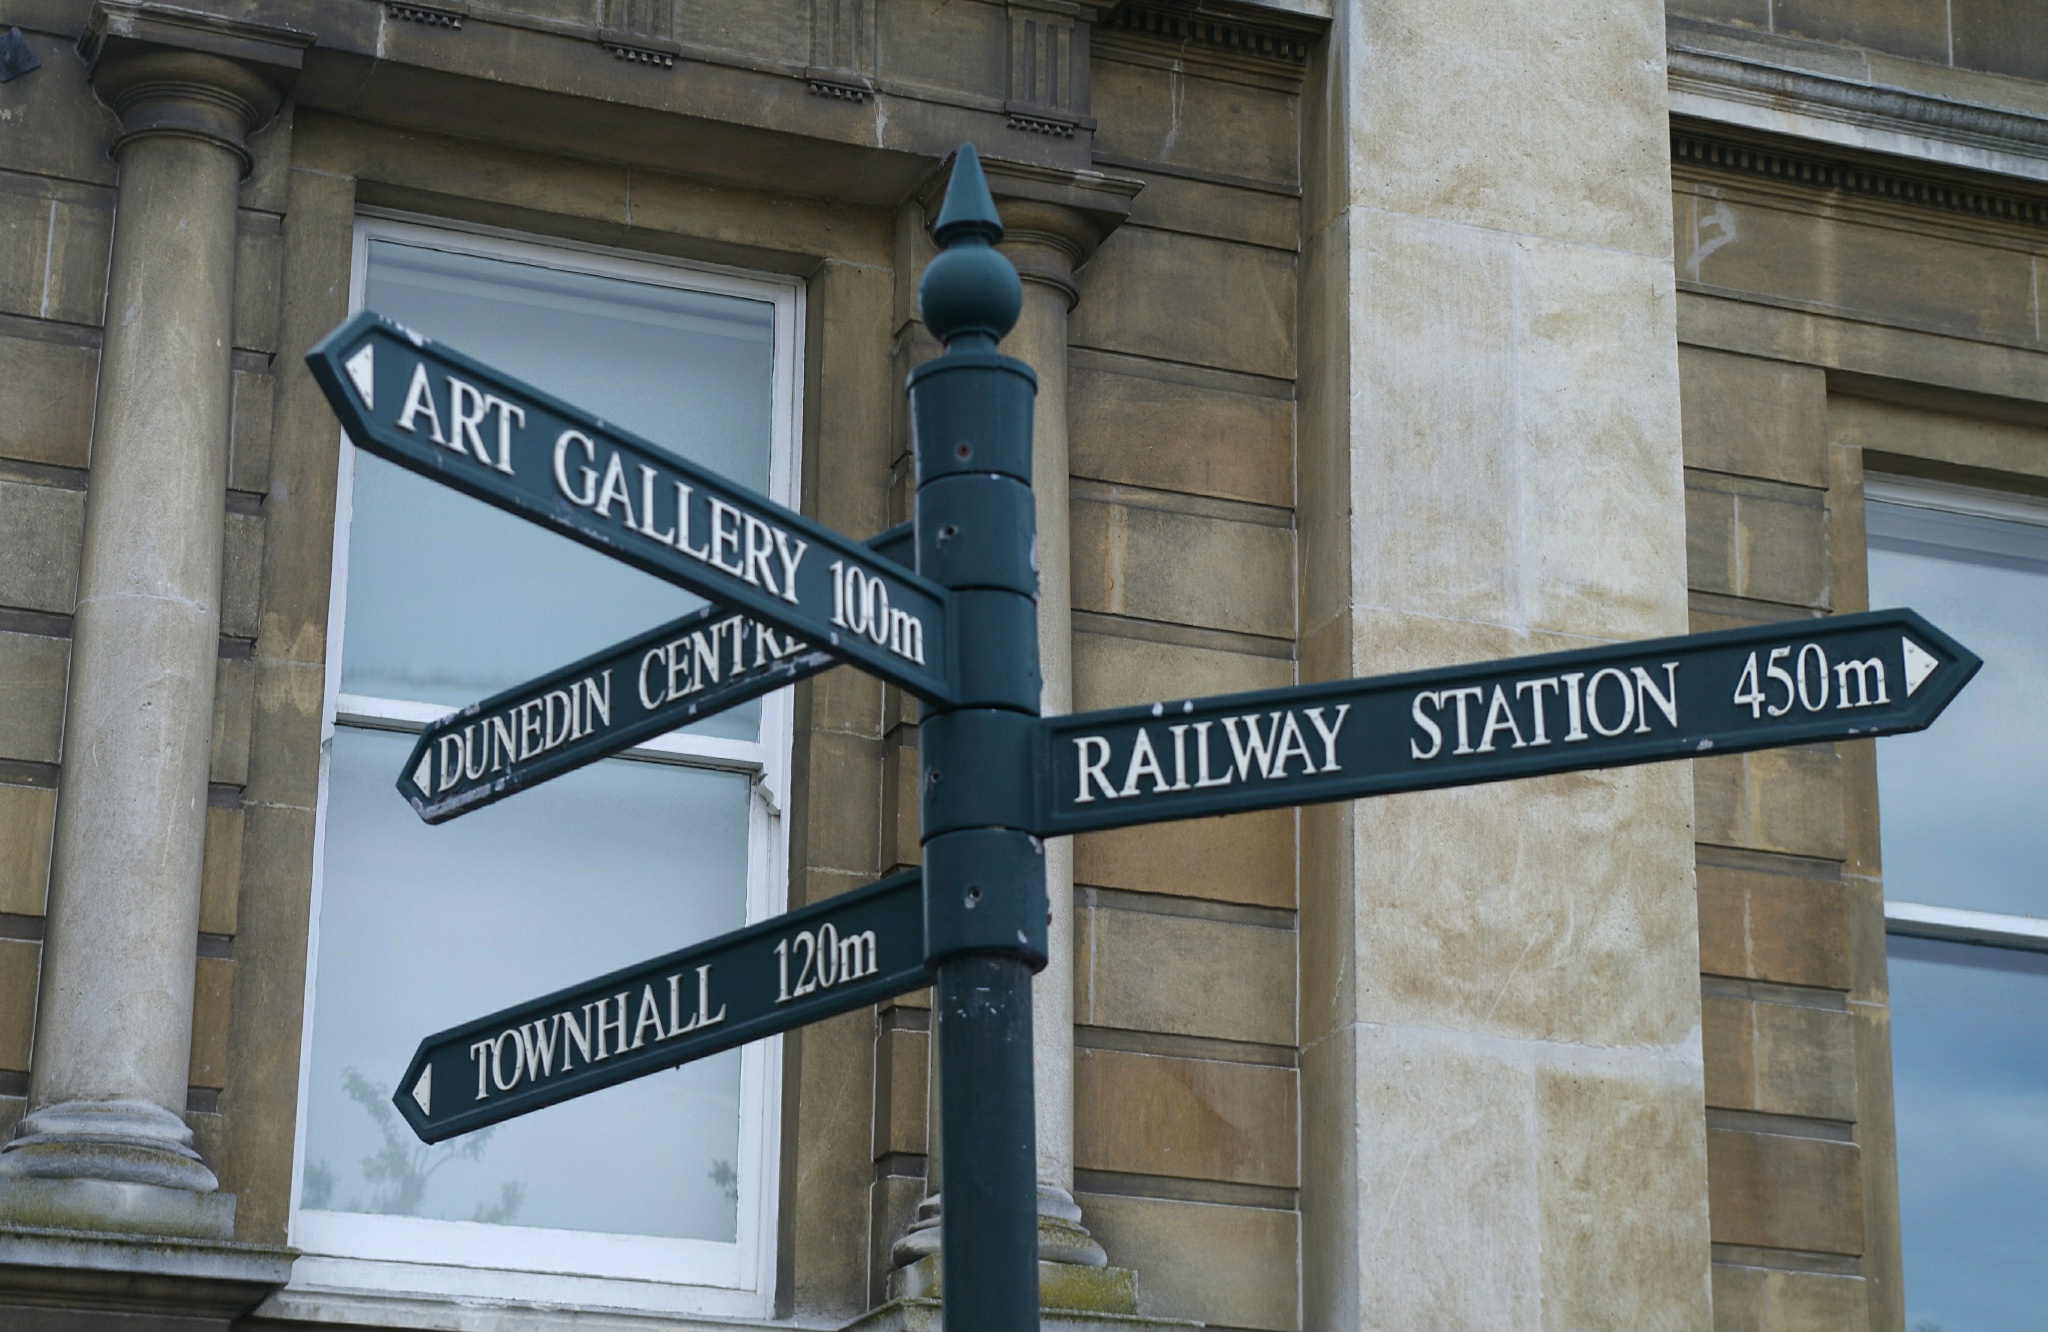 ART GALLERY 100m
DUNEDIN CENTRE
RAILWAY STATION 450m
TOWNHALL 120m